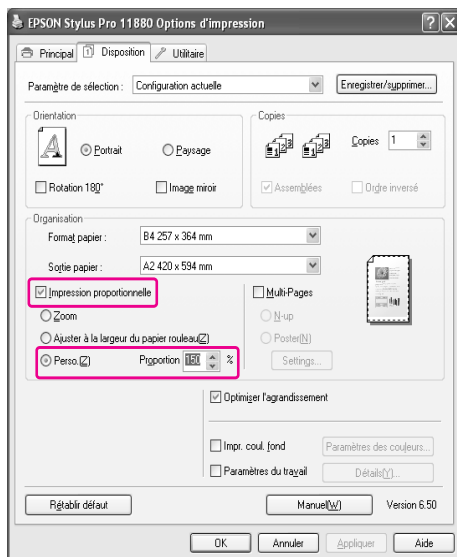 EPSON Stylus Pro 11880 Options d'impression
Principal Disposition Utilitaire
Paramètre de sélection : Configuration actuelle Enregistrer/supprimer...
Orientation Copies
Portrait Paysage Copies 1
Rotation 180° Image miroir Assemblées Ordre inversé
Organisation
Format papier : B4 257 x 364 mm
Sortie papier : A2 420 x 594 mm
Impression proportionnelle Multi-Pages
Zoom N-up
Ajuster à la largeur du papier rouleau(Z) Poster(N)
Perso.(Z) Proportion 150 % Settings...
Optimiser l'agrandissement
Impr. coul. fond Paramètres des couleurs...
Paramètres du travail Détails(Y)...
Rétablir défaut Manuel(W) Version 6.50
OK Annuler Appliquer Aide